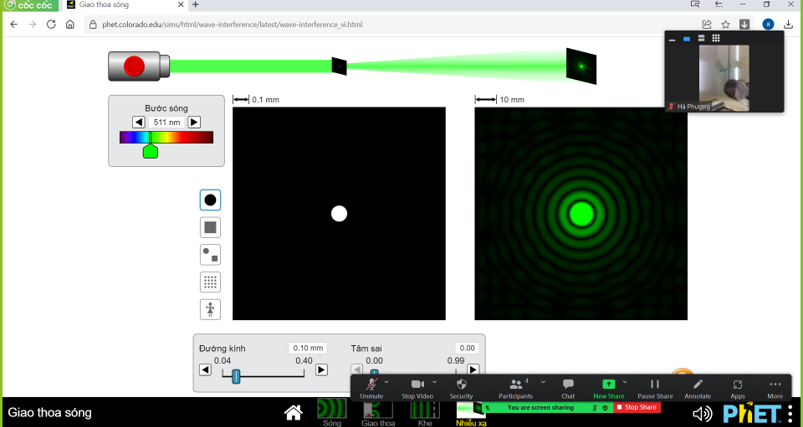 cốc cốc
Giao thoa sóng
phet.colorado.edu/sims/html/wave-interference/latest/wave-interference_vi.html
0.1 mm
10 mm
Hà Phương
Bước sóng
511 nm
Đường kính
0.10 mm
0.04
0.40
Tâm sai
0.00
0.00
0.99
Unmute
Stop Video
Security
Participants
4
Chat
New Share
Pause Share
Annotate
Apps
More
You are screen sharing
Stop Share
Giao thoa sóng
Sóng
Giao thoa
Khe
Nhiễu xạ
PhET